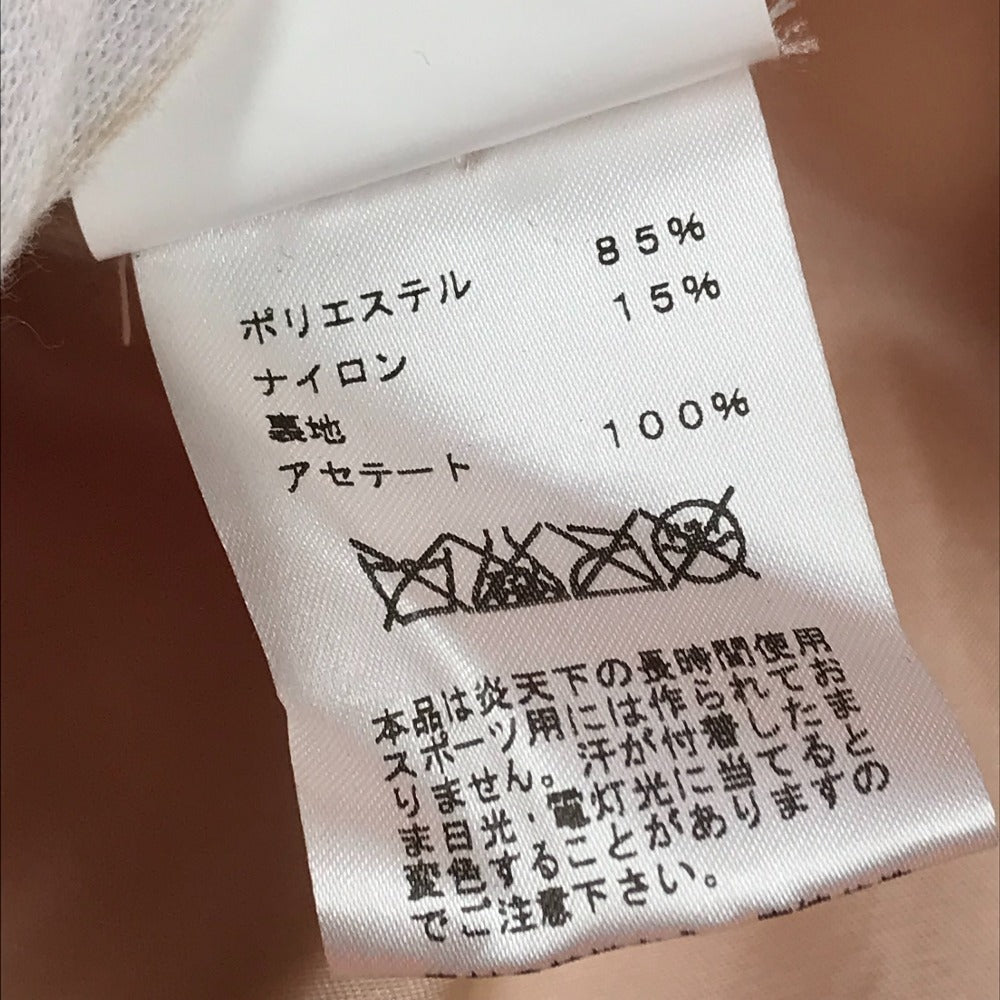 ポリエステル 85%
ナイロン 15%
裏地
アセテート 100%
本品は炎天下の長時間使用
スポーツ用には作られてお
りません。汗が付着したま
ま日光・電灯光に当てると
変色することがありますの
でご注意下さい。